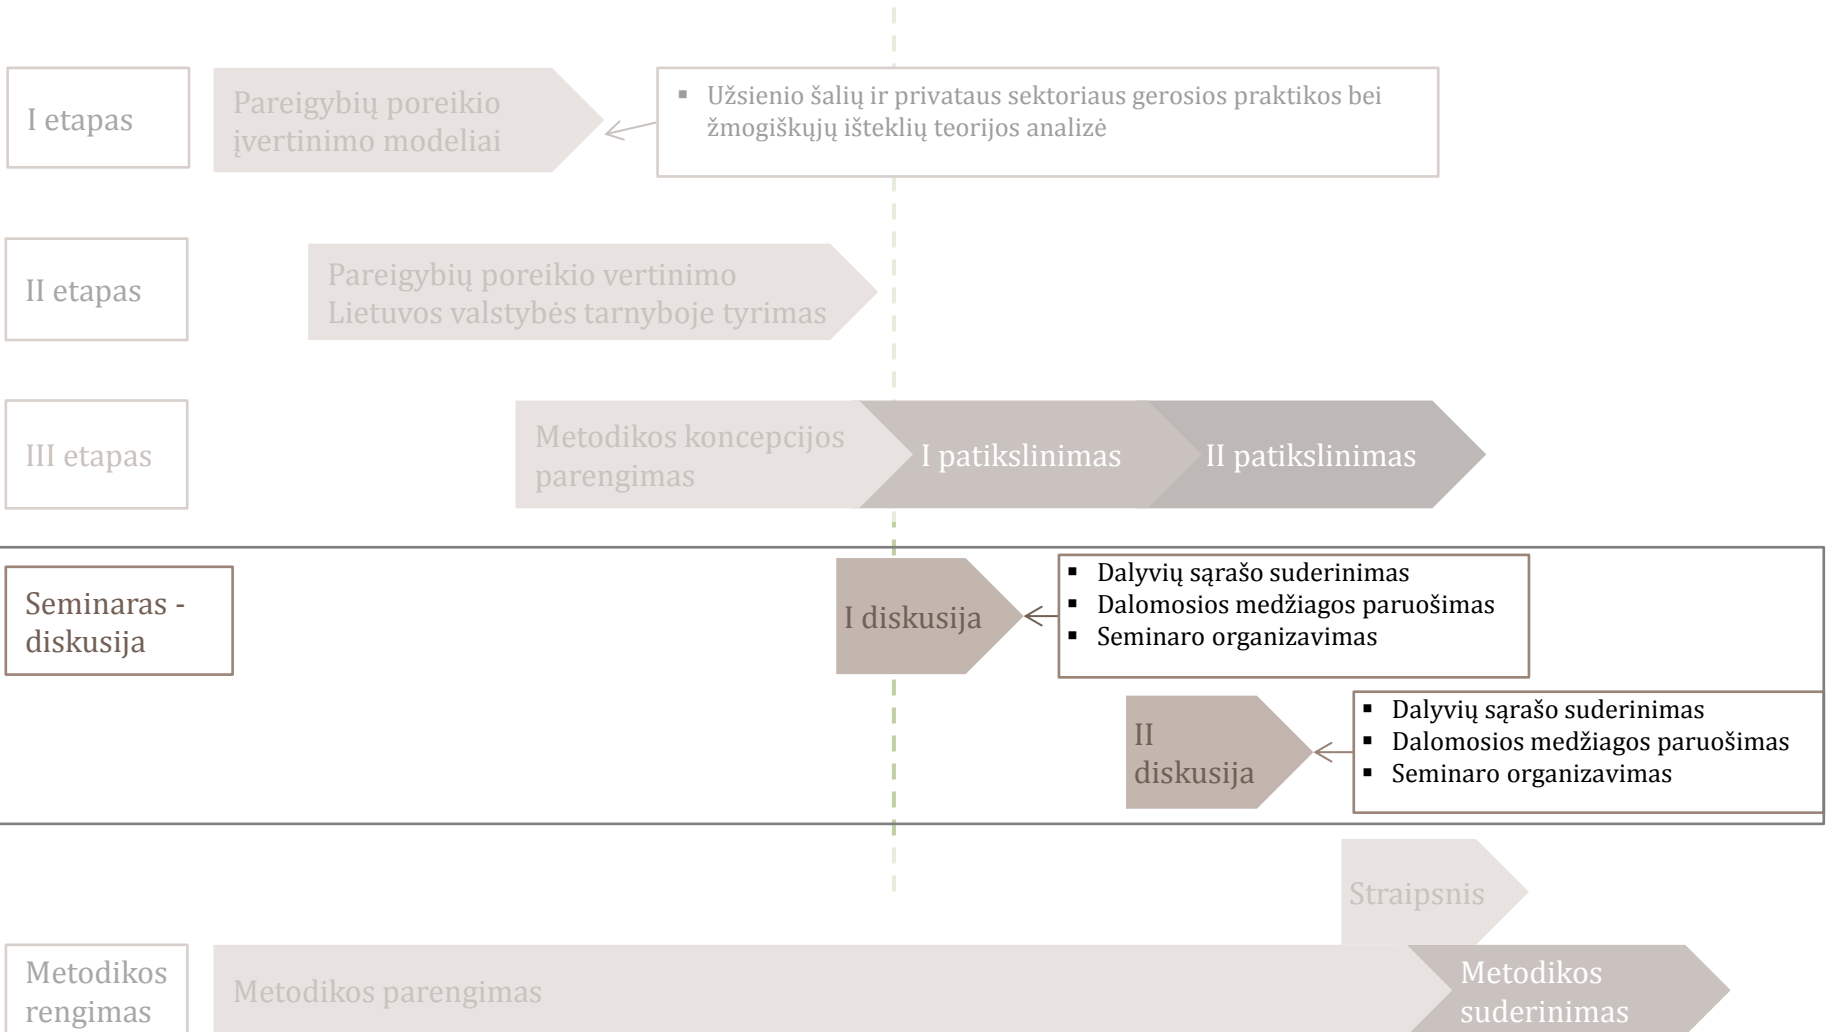 I etapas
Pareigybių poreikio
įvertinimo modeliai
▪ Užsienio šalių ir privataus sektoriaus gerosios praktikos bei
žmogiškųjų išteklių teorijos analizė
II etapas
Pareigybių poreikio vertinimo
Lietuvos valstybės tarnyboje tyrimas
III etapas
Metodikos koncepcijos
parengimas
I patikslinimas
II patikslinimas
Seminaras -
diskusija
I diskusija
▪ Dalyvių sąrašo suderinimas
▪ Dalomosios medžiagos paruošimas
▪ Seminaro organizavimas
II
diskusija
▪ Dalyvių sąrašo suderinimas
▪ Dalomosios medžiagos paruošimas
▪ Seminaro organizavimas
Straipsnis
Metodikos
rengimas
Metodikos parengimas
Metodikos
suderinimas